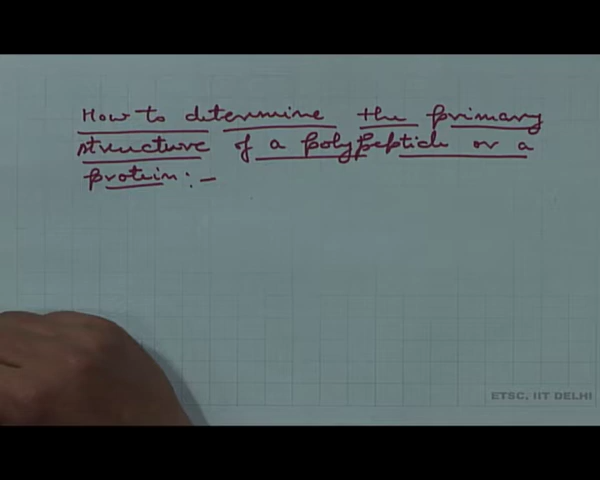 How to determine the primary
structure of a polypeptide or a
protein:-
ETSC, IIT DELHI